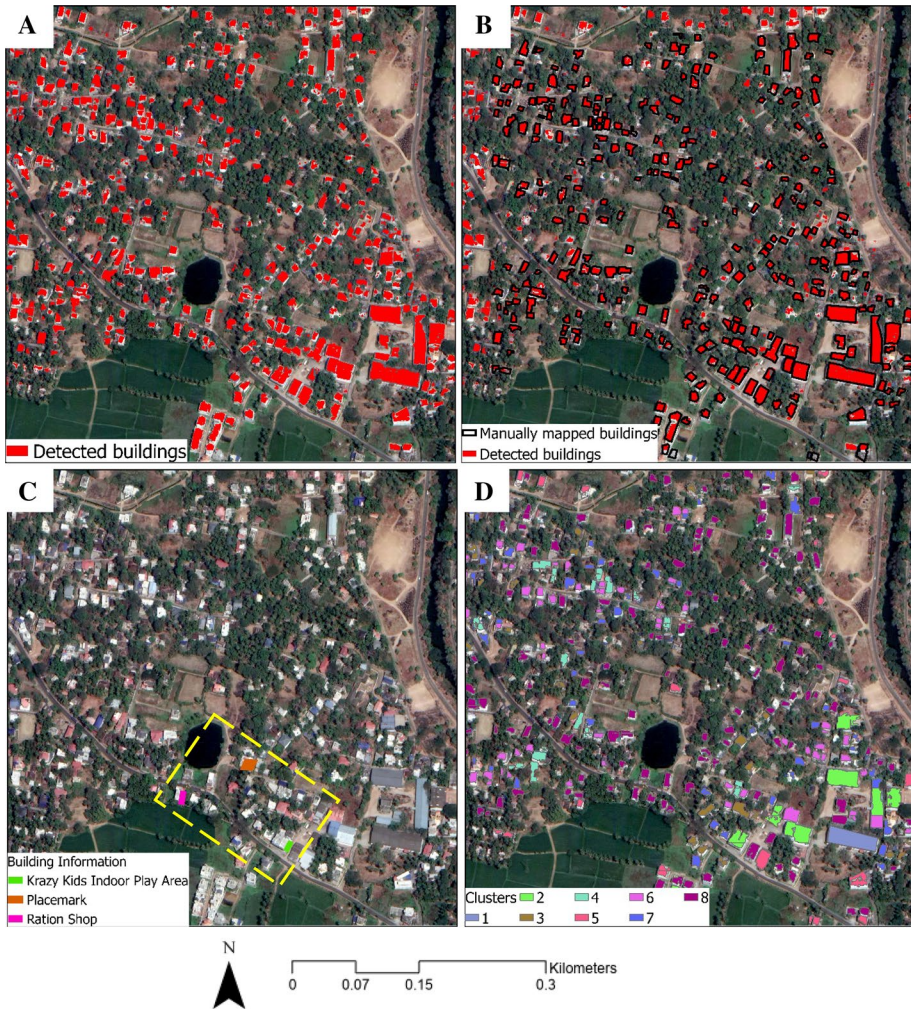 A
Detected buildings
B
Manually mapped buildings
Detected buildings
C
Building Information
Krazy Kids Indoor Play Area
Placemark
Ration Shop
D
Clusters 2 4 6 8
1 3 5 7
N
Kilometers
0 0.07 0.15 0.3